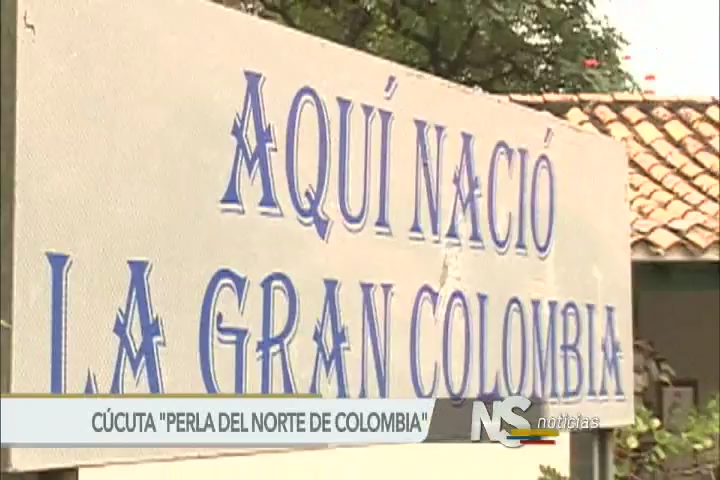 AQUÍ NACIÓ
LA GRAN COLOMBIA
CÚCUTA "PERLA DEL NORTE DE COLOMBIA"
NS noticias